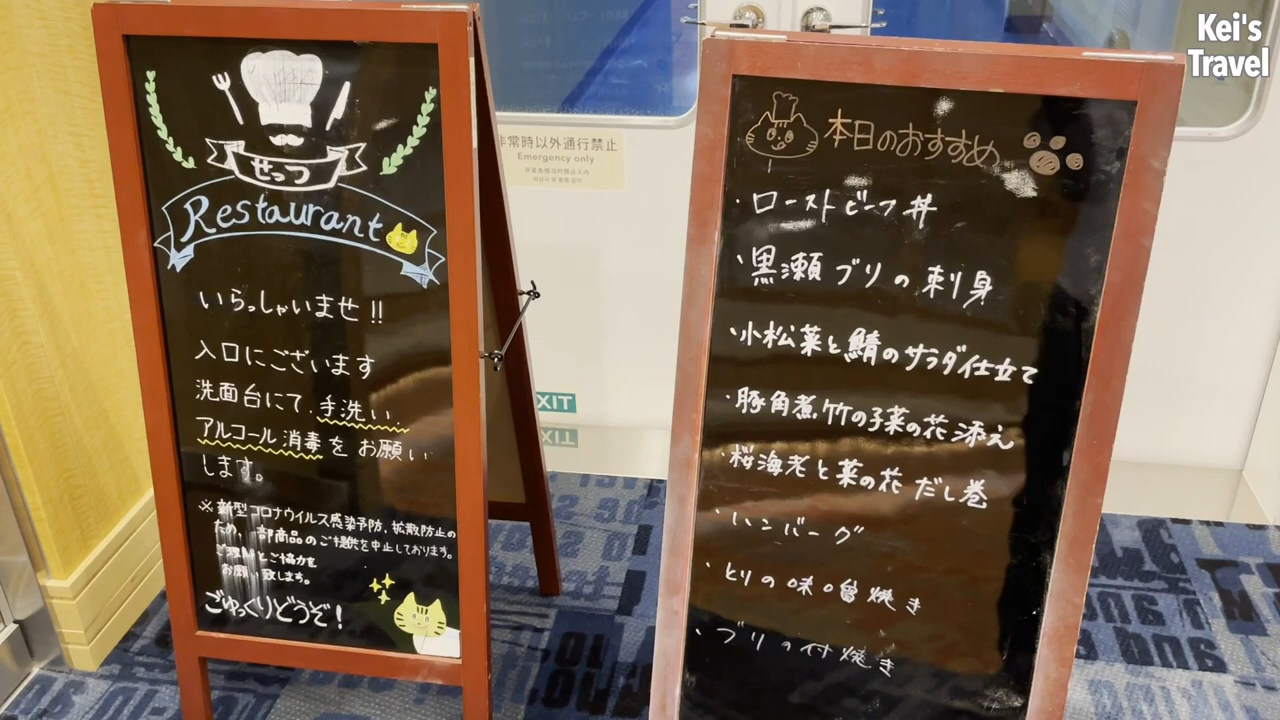 Kei's
Travel
せっつ
Restaurant
いらっしゃいませ!!
入口にございます
洗面台にて、手洗い、
アルコール消毒をお願い
します。
※新型コロナウイルス感染予防、拡散防止の
ため、一部商品のご提供を中止しております。
ご理解とご協力を
お願い致します。
ごゆっくりどうぞ!
非常時以外通行禁止
Emergency only
EXIT
本日のおすすめ
・ローストビーフ丼
・黒瀬ブリの刺身
・小松菜と鯖のサラダ仕立て
・豚角煮竹の子菜の花添え
・桜海老と菜の花だし巻
・ハンバーグ
・とりの味噌焼き
・ブリの付焼き